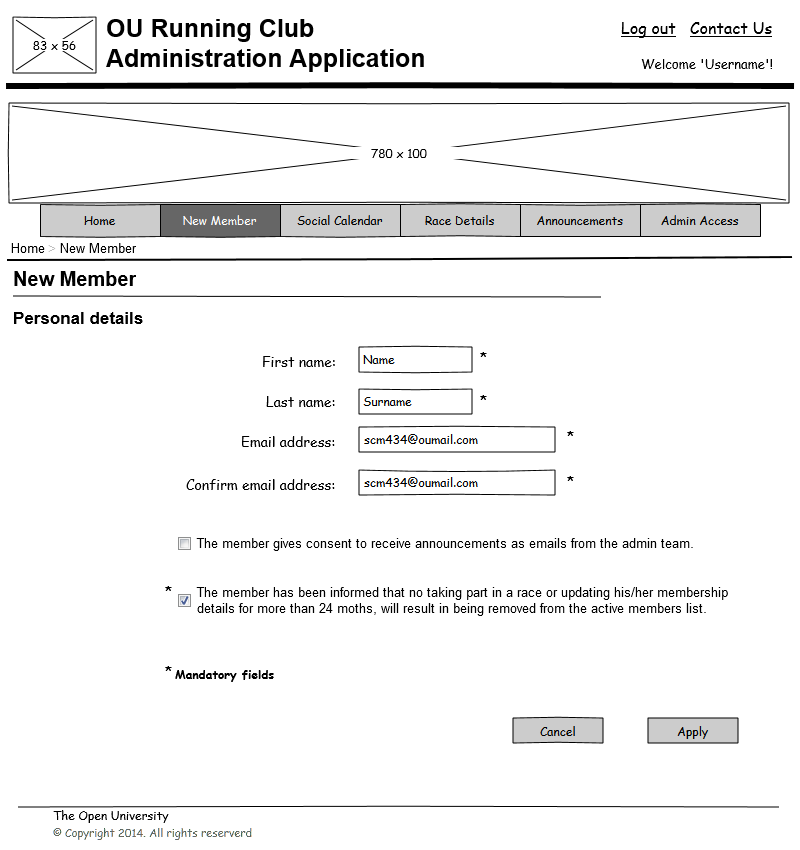 83 x 56
OU Running Club
Administration Application
Log out Contact Us
Welcome 'Username'!
780 x 100
Home New Member Social Calendar Race Details Announcements Admin Access
Home > New Member
New Member
Personal details
First name: Name *
Last name: Surname *
Email address: scm434@oumail.com *
Confirm email address: scm434@oumail.com *
The member gives consent to receive announcements as emails from the admin team.
* The member has been informed that no taking part in a race or updating his/her membership
details for more than 24 moths, will result in being removed from the active members list.
* Mandatory fields
Cancel Apply
The Open University
© Copyright 2014. All rights reserverd